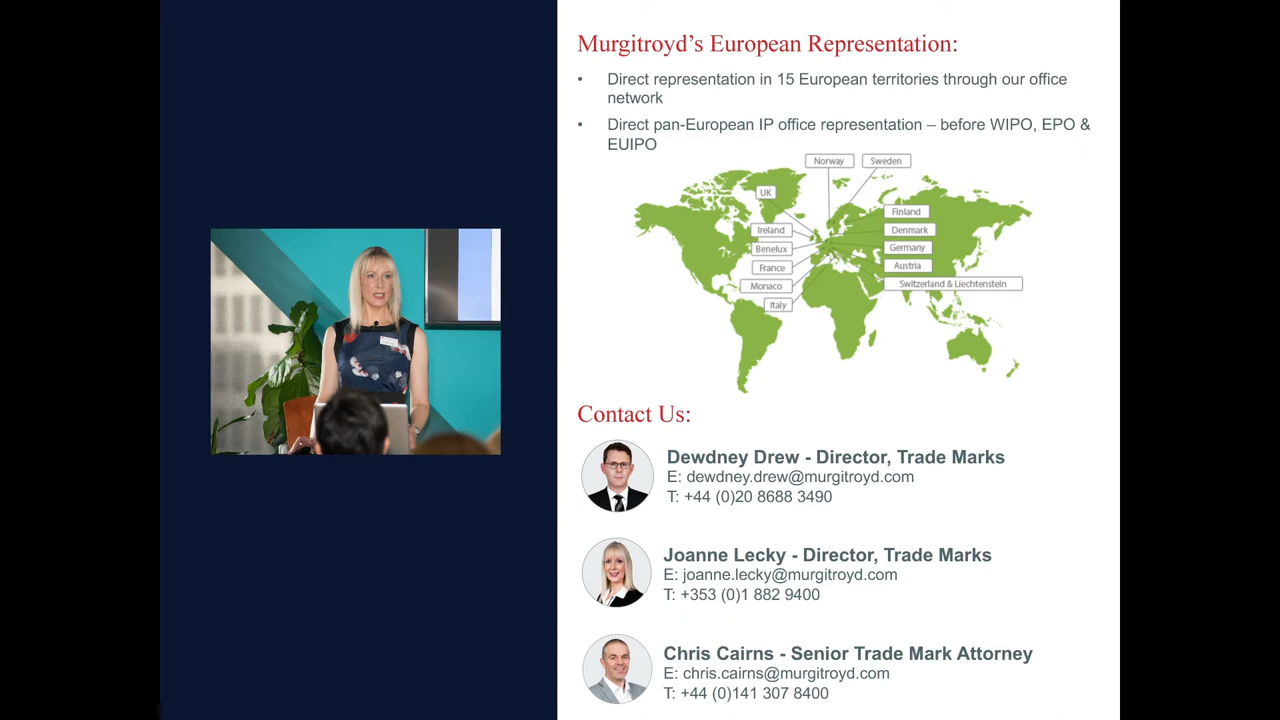 Murgitroyd’s European Representation:
• Direct representation in 15 European territories through our office
network
• Direct pan-European IP office representation – before WIPO, EPO &
EUIPO
Norway
Sweden
UK
Finland
Ireland
Denmark
Benelux
Germany
France
Austria
Monaco
Switzerland & Liechtenstein
Italy
Contact Us:
Dewdney Drew - Director, Trade Marks
E: dewdney.drew@murgitroyd.com
T: +44 (0)20 8688 3490
Joanne Lecky - Director, Trade Marks
E: joanne.lecky@murgitroyd.com
T: +353 (0)1 882 9400
Chris Cairns - Senior Trade Mark Attorney
E: chris.cairns@murgitroyd.com
T: +44 (0)141 307 8400